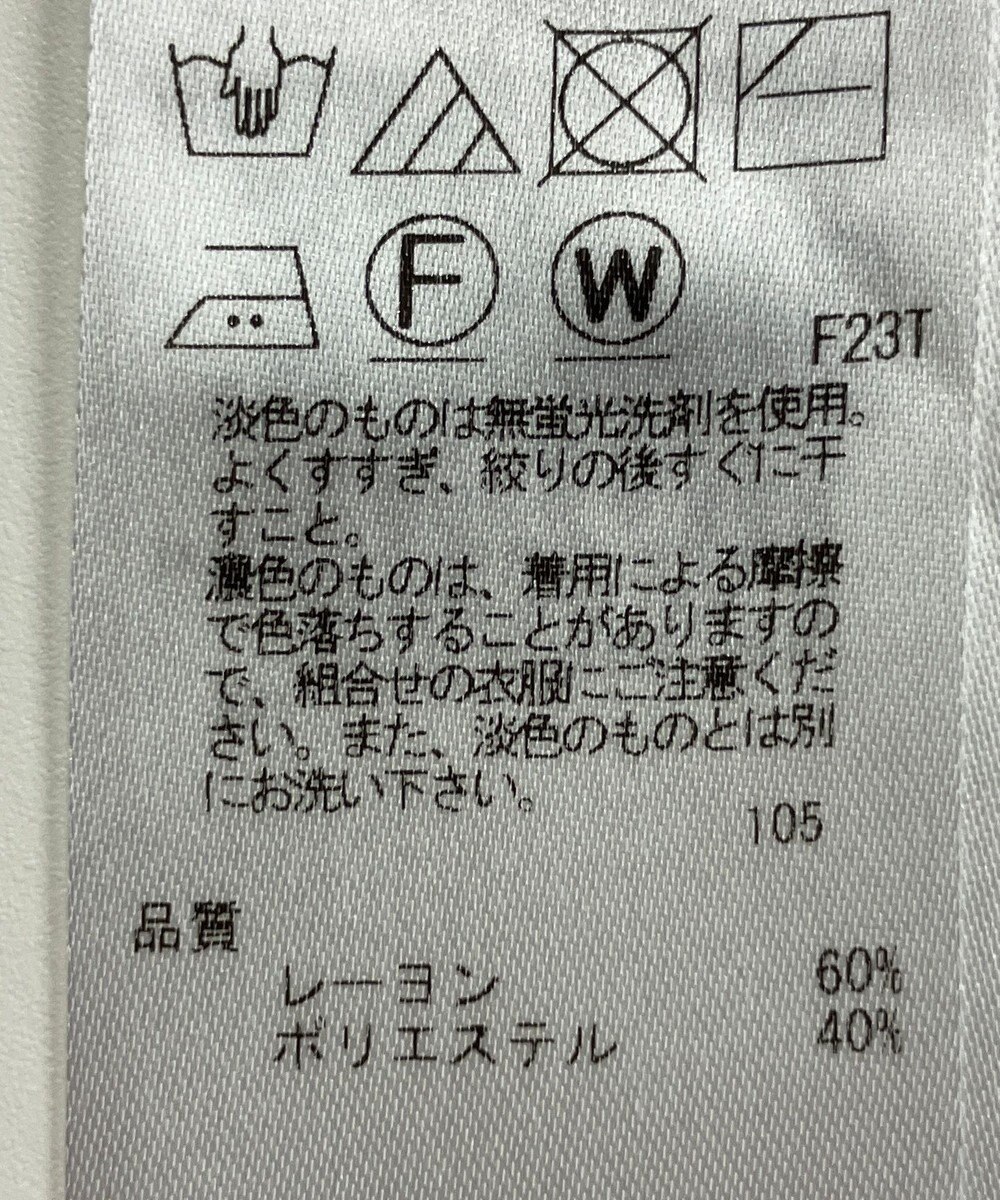 F
W
F23T
淡色のものは無蛍光洗剤を使用。
よくすすぎ、絞りの後すぐに干
すこと。
濃色のものは、着用による摩擦
で色落ちすることがありますの
で、組合せの衣服にご注意くだ
さい。また、淡色のものとは別
にお洗い下さい。
105
品質
レーヨン 60%
ポリエステル 40%